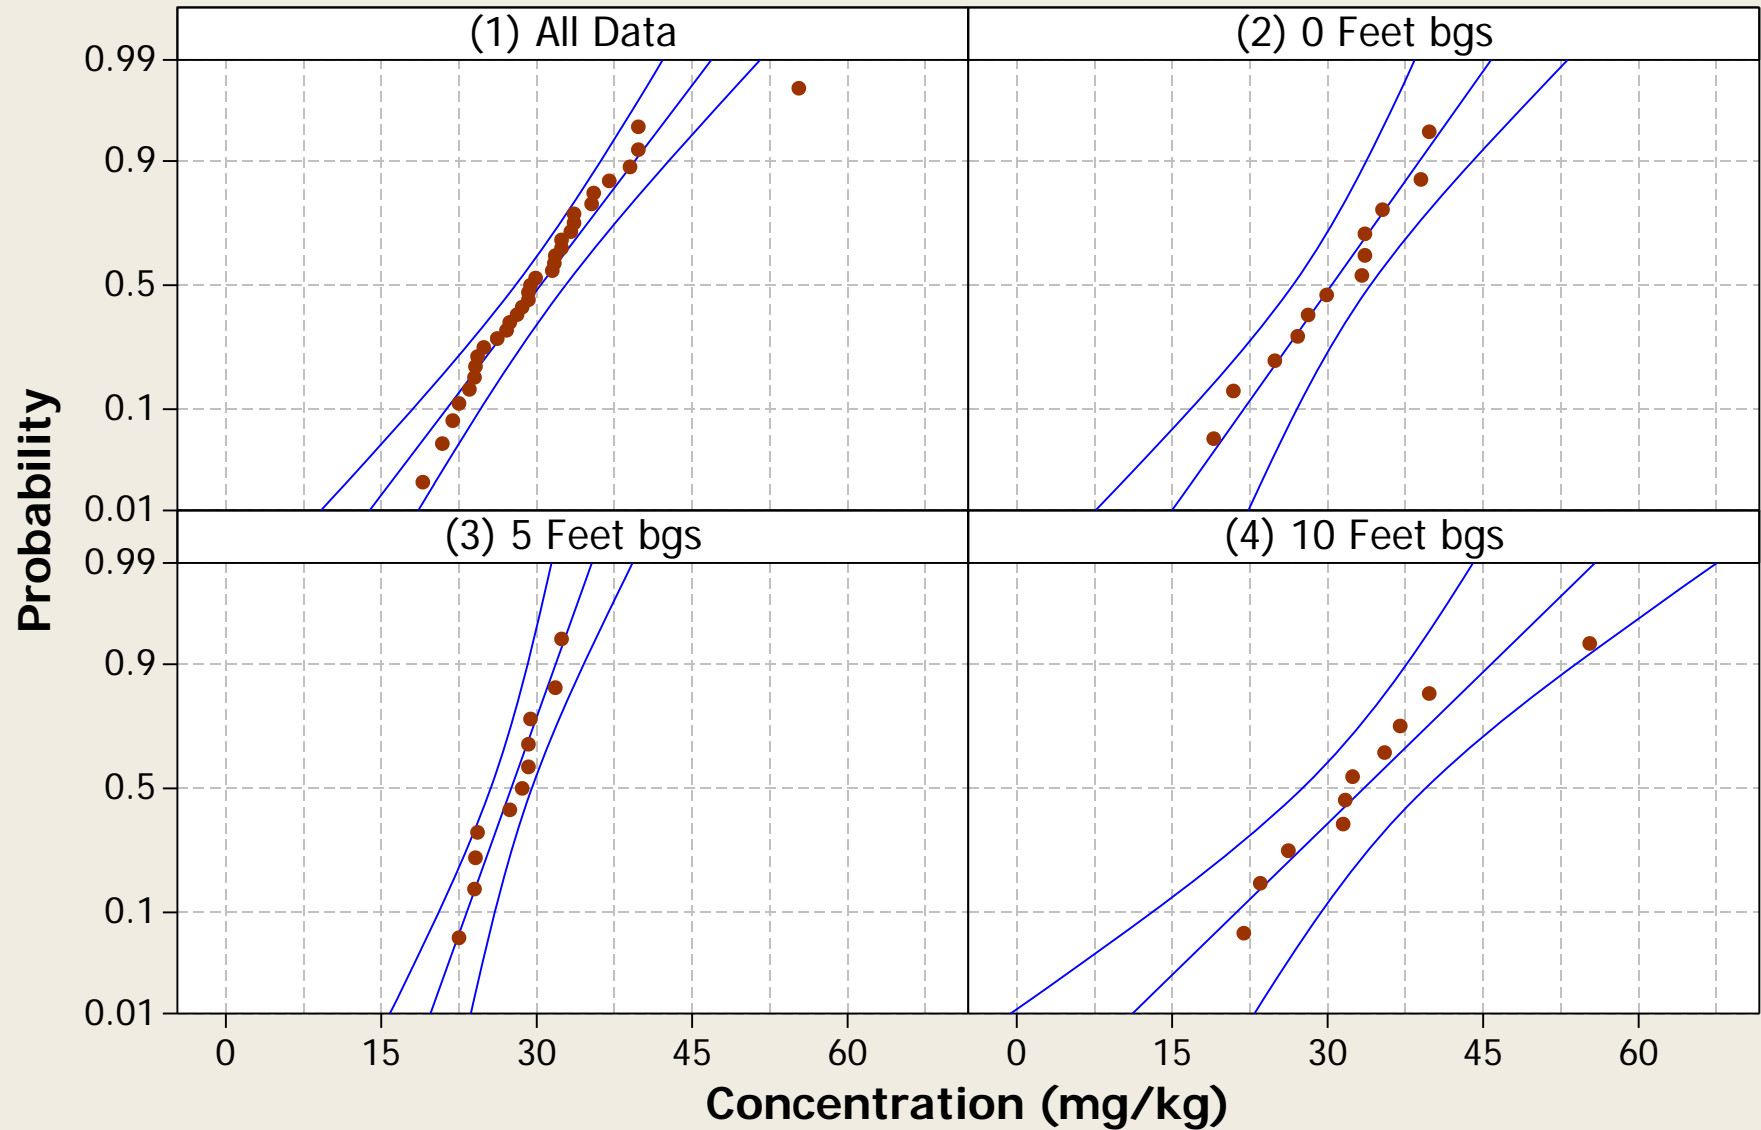 (1) All Data
(2) 0 Feet bgs
0.99
0.9
0.5
0.1
0.01
(3) 5 Feet bgs
(4) 10 Feet bgs
0.99
0.9
0.5
0.1
0.01
Probability
0 15 30 45 60
0 15 30 45 60
Concentration (mg/kg)